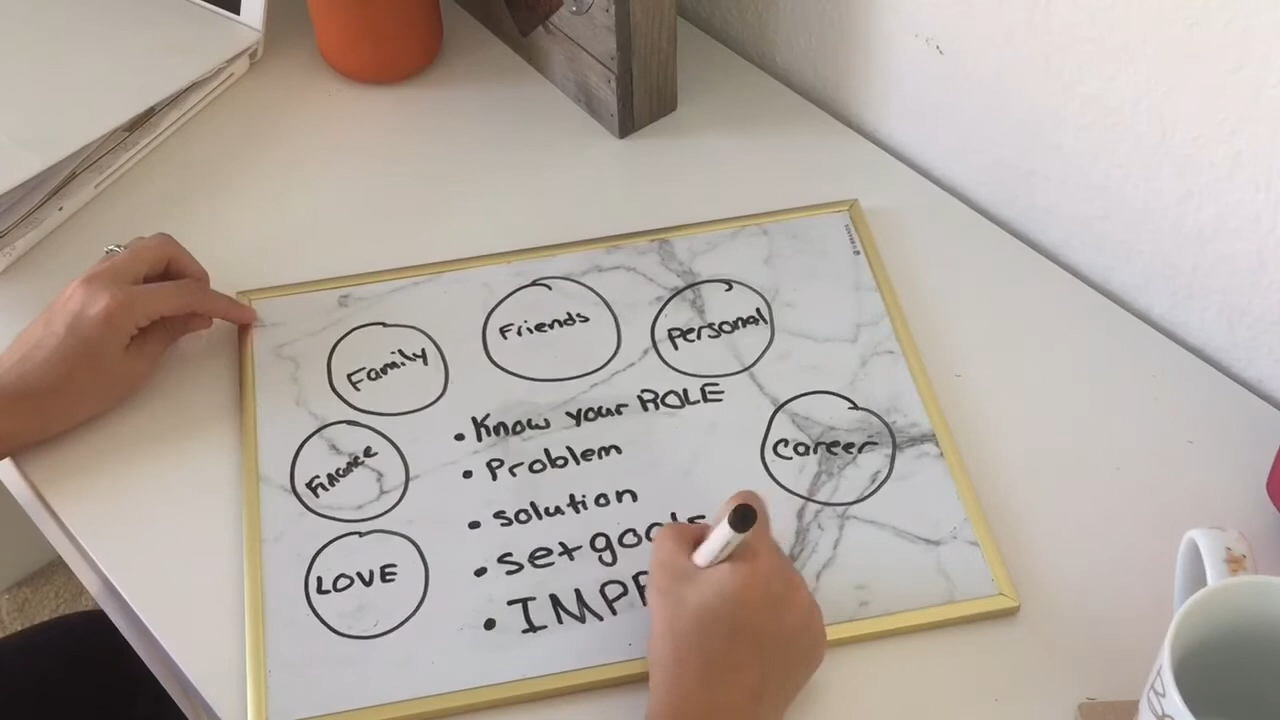 Friends
Personal
Family
Know your ROLE
Career
Problem
Finance
solution
set goals
LOVE